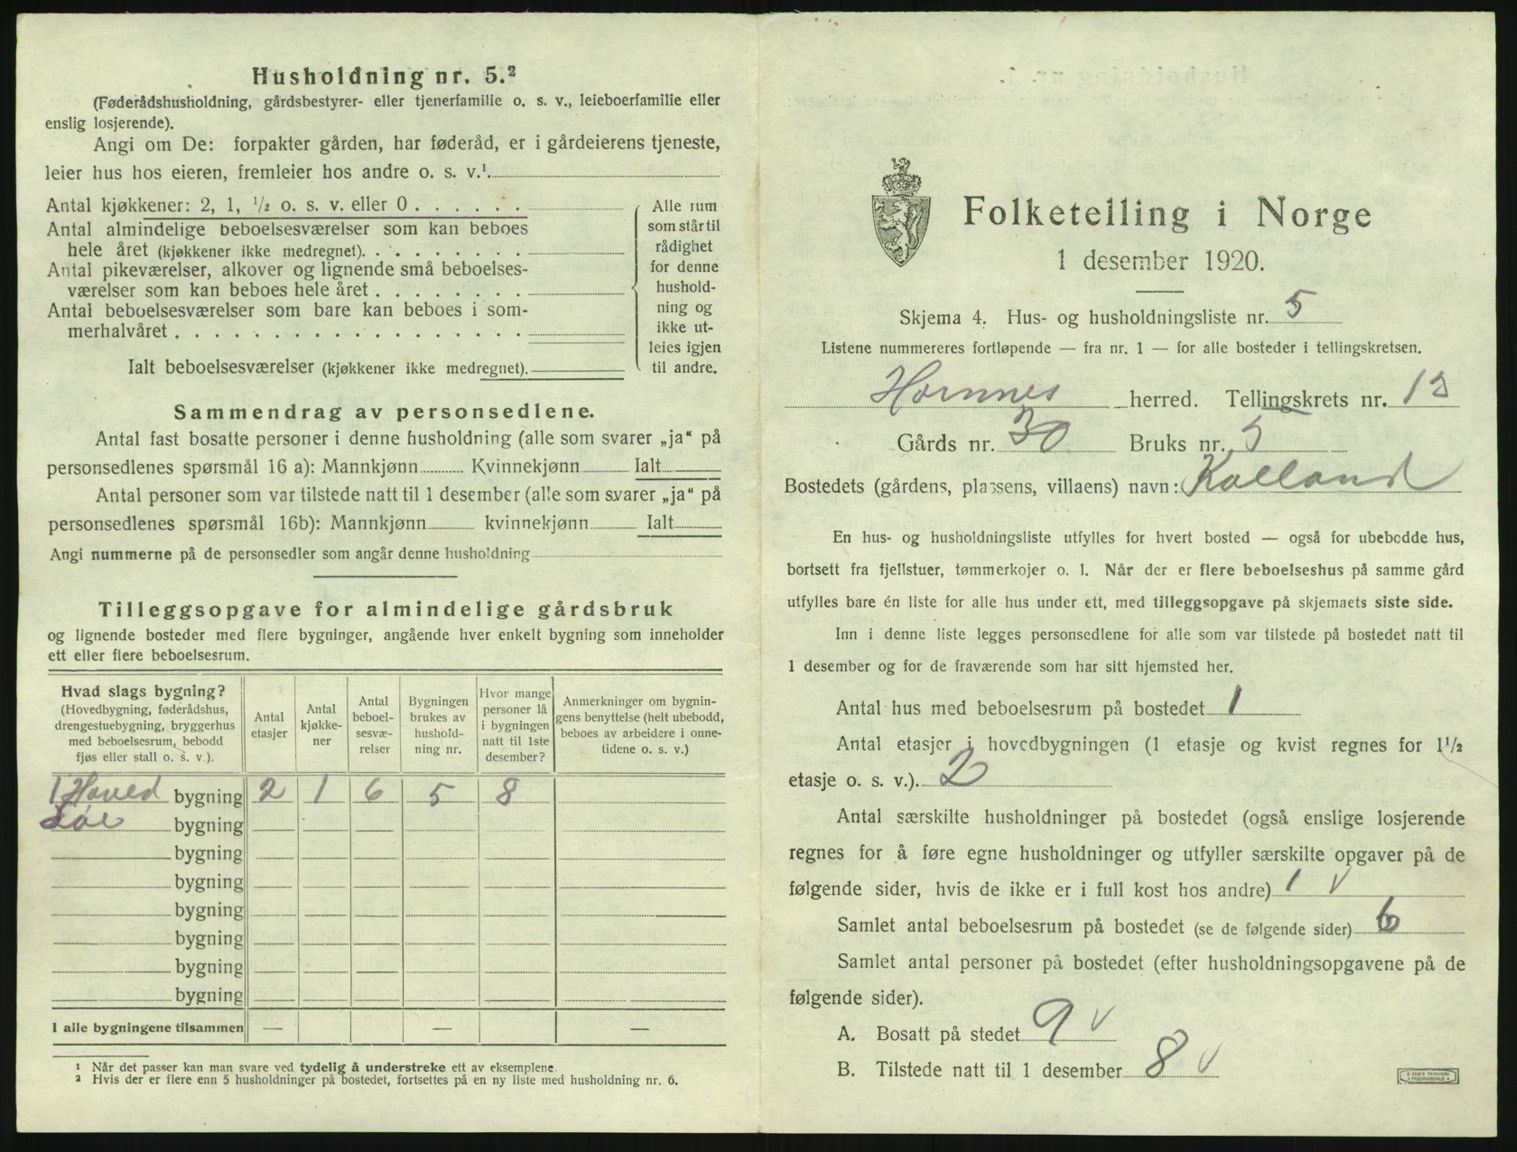 Husholdning nr. 5.²
(Føderådshusholdning, gårdsbestyrer- eller tjenerfamilie o. s. v., leieboerfamilie eller
enslig losjerende).
Angi om De: forpakter gården, har føderåd, er i gårdeierens tjeneste,
leier hus hos eieren, fremleier hos andre o. s. v.¹.
Antal kjøkkener: 2, 1, ½ o. s. v. eller 0 . . . . . .
Antal almindelige beboelsesværelser som kan beboes
hele året (kjøkkener ikke medregnet). . . . . . . . .
Antal pikeværelser, alkover og lignende små beboelses-
værelser som kan beboes hele året . . . . . . . .
Antal beboelsesværelser som bare kan beboes i som-
merhalvåret . . . . . . . . . . . . . . . . . .
Ialt beboelsesværelser (kjøkkener ikke medregnet).
Alle rum
som står til
rådighet
for denne
hushold-
ning og
ikke ut-
leies igjen
til andre.
Sammendrag av personsedlene.
Antal fast bosatte personer i denne husholdning (alle som svarer „ja“ på
personsedlenes spørsmål 16 a): Mannkjønn Kvinnekjønn Ialt
Antal personer som var tilstede natt til 1 desember (alle som svarer „ja“ på
personsedlenes spørsmål 16b): Mannkjønn kvinnekjønn Ialt
Angi nummerne på de personsedler som angår denne husholdning
Tilleggsopgave for almindelige gårdsbruk
og lignende bosteder med flere bygninger, angående hver enkelt bygning som inneholder
ett eller flere beboelsesrum.
Hvad slags bygning?
(Hovedbygning, føderådshus,
drengestuebygning, bryggerhus
med beboelsesrum, bebodd
fjøs eller stall o. s. v.).
Antal
etasjer
Antal
kjøkke-
ner
Antal
beboel-
sesvæ-
relser
Bygningen
brukes av
hushold-
ning nr.
Hvor mange
personer lå
i bygningen
natt til 1ste
desember?
Anmerkninger om bygnin-
gens benyttelse (helt ubebodd,
beboes av arbeidere i onne-
tidene o. s. v.)
1 Hoved bygning 2 1 6 5 8
Løe bygning
bygning
bygning
bygning
bygning
bygning
bygning
I alle bygningene tilsammen — — —
¹ Når det passer kan man svare ved tydelig å understreke ett av eksemplene
² Hvis der er flere enn 5 husholdninger på bostedet, fortsettes på en ny liste med husholdning nr. 6.
Folketelling i Norge
1 desember 1920.
Skjema 4. Hus- og husholdningsliste nr. 5
Listene nummereres fortløpende — fra nr. 1 — for alle bosteder i tellingskretsen.
Hornnes herred. Tellingskrets nr. 12
Gårds nr. 30 Bruks nr. 5
Bostedets (gårdens, plassens, villaens) navn: Kalland
En hus- og husholdningsliste utfylles for hvert bosted — også for ubebodde hus,
bortsett fra fjellstuer, tømmerkojer o. l. Når der er flere beboelseshus på samme gård
utfylles bare én liste for alle hus under ett, med tilleggsopgave på skjemaets siste side.
Inn i denne liste legges personsedlene for alle som var tilstede på bostedet natt til
1 desember og for de fraværende som har sitt hjemsted her.
Antal hus med beboelsesrum på bostedet 1
Antal etasjer i hovedbygningen (1 etasje og kvist regnes for 1½
etasje o. s. v.). 2
Antal særskilte husholdninger på bostedet (også enslige losjerende
regnes for å føre egne husholdninger og utfyller særskilte opgaver på de
følgende sider, hvis de ikke er i full kost hos andre) 1 v
Samlet antal beboelsesrum på bostedet (se de følgende sider) 6
Samlet antal personer på bostedet (efter husholdningsopgavene på de
følgende sider).
A. Bosatt på stedet 9 v
B. Tilstede natt til 1 desember 8 v